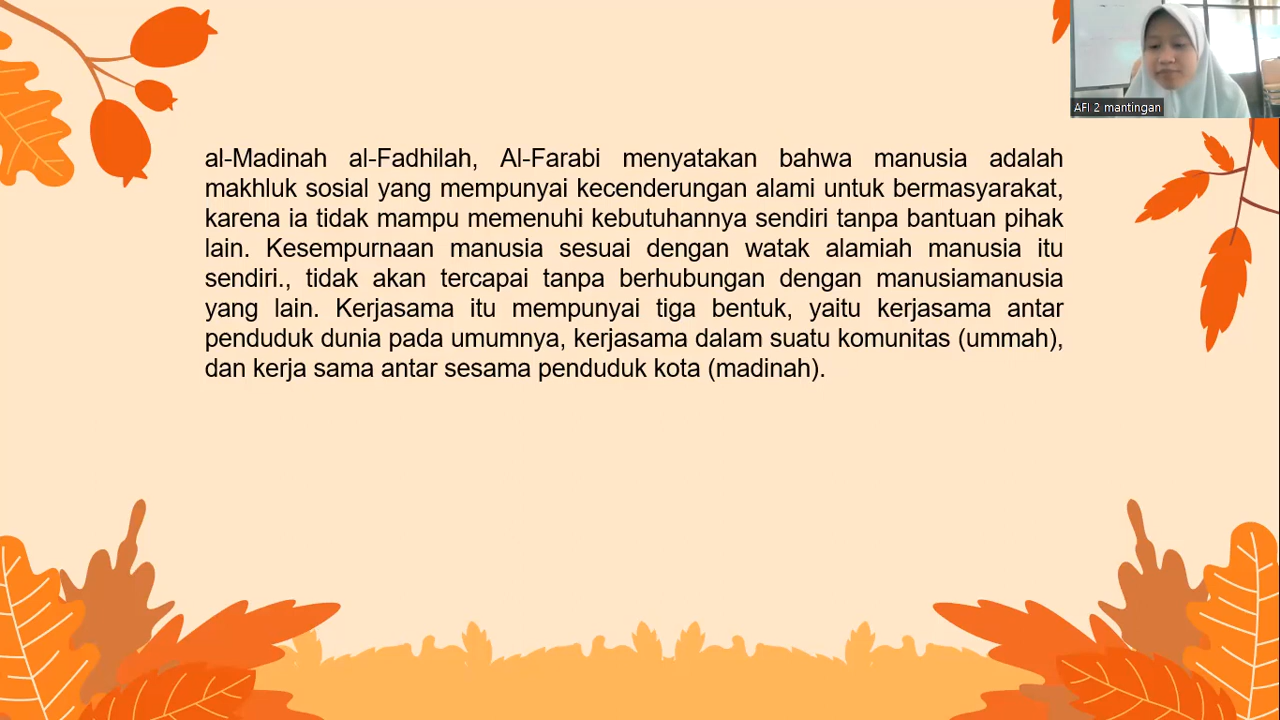 AFI 2 mantingan
al-Madinah al-Fadhilah, Al-Farabi menyatakan bahwa manusia adalah
makhluk sosial yang mempunyai kecenderungan alami untuk bermasyarakat,
karena ia tidak mampu memenuhi kebutuhannya sendiri tanpa bantuan pihak
lain. Kesempurnaan manusia sesuai dengan watak alamiah manusia itu
sendiri., tidak akan tercapai tanpa berhubungan dengan manusiamanusia
yang lain. Kerjasama itu mempunyai tiga bentuk, yaitu kerjasama antar
penduduk dunia pada umumnya, kerjasama dalam suatu komunitas (ummah),
dan kerja sama antar sesama penduduk kota (madinah).